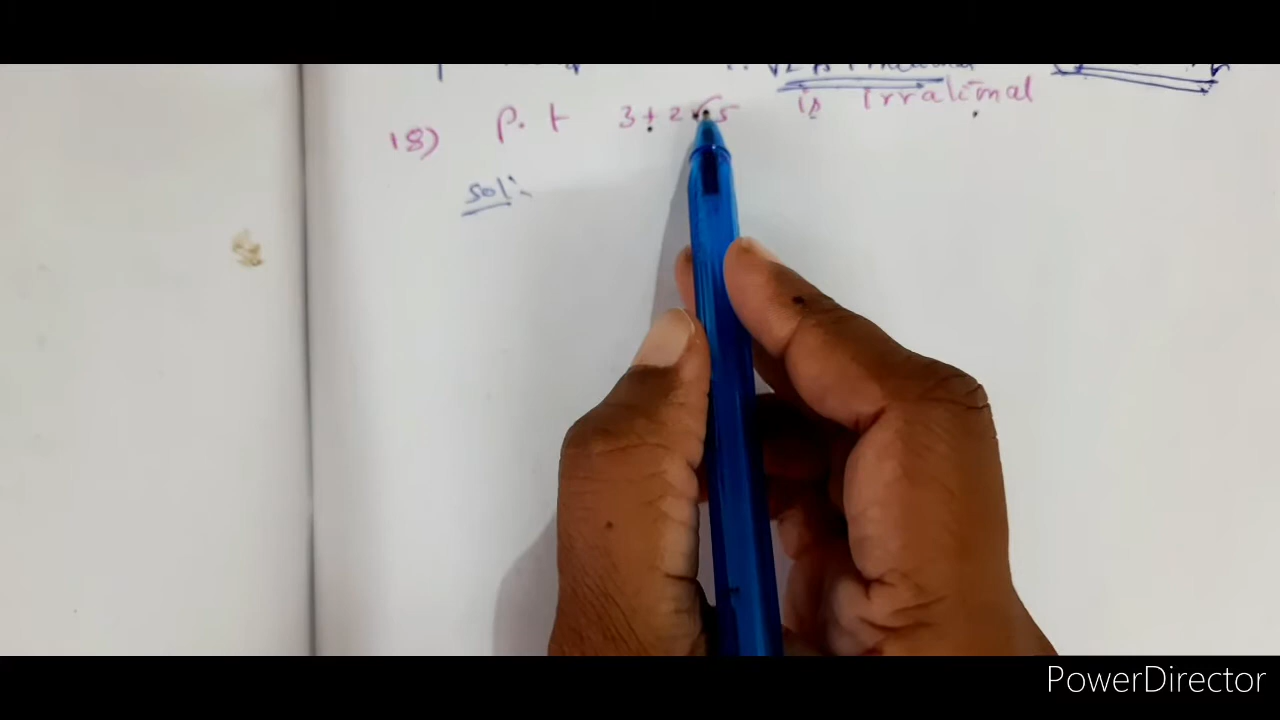 18) P. t 3+2√5 is irrational
sol:
PowerDirector